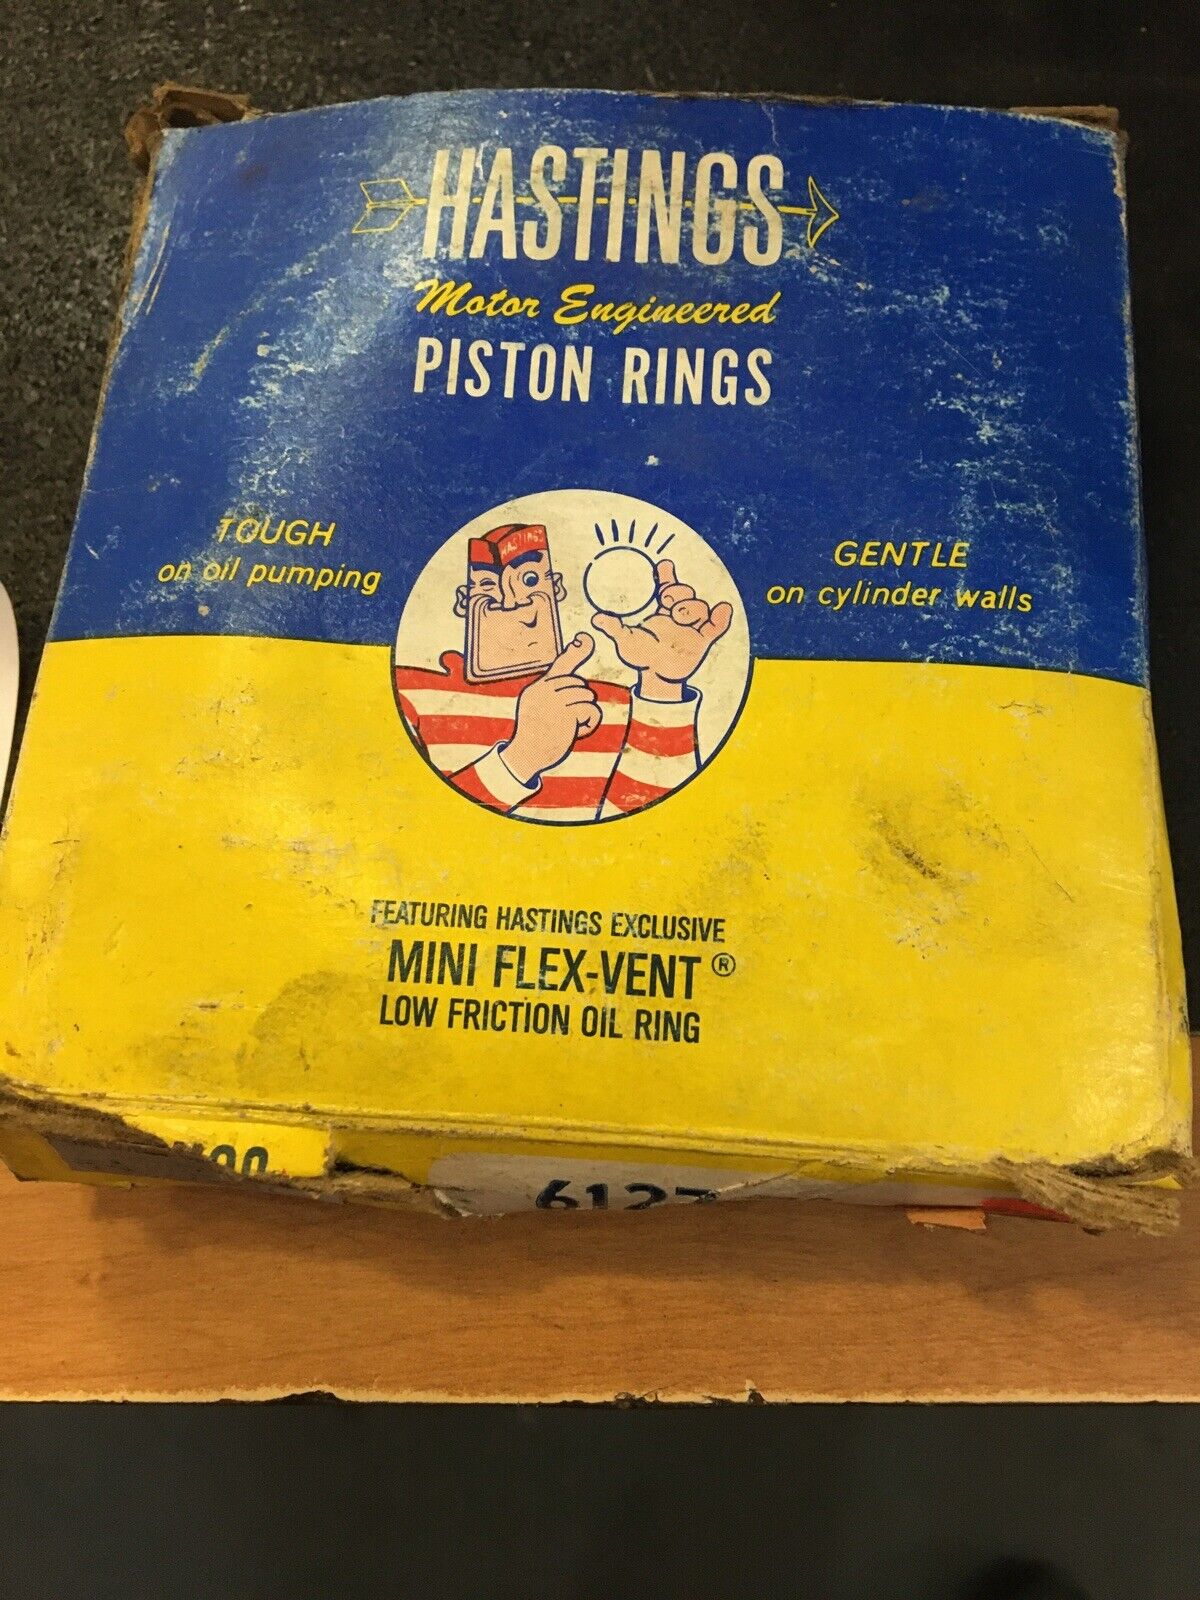 HASTINGS
Motor Engineered
PISTON RINGS
TOUGH
on oil pumping
GENTLE
on cylinder walls
HASTINGS
FEATURING HASTINGS EXCLUSIVE
MINI FLEX-VENT ®
LOW FRICTION OIL RING
6127